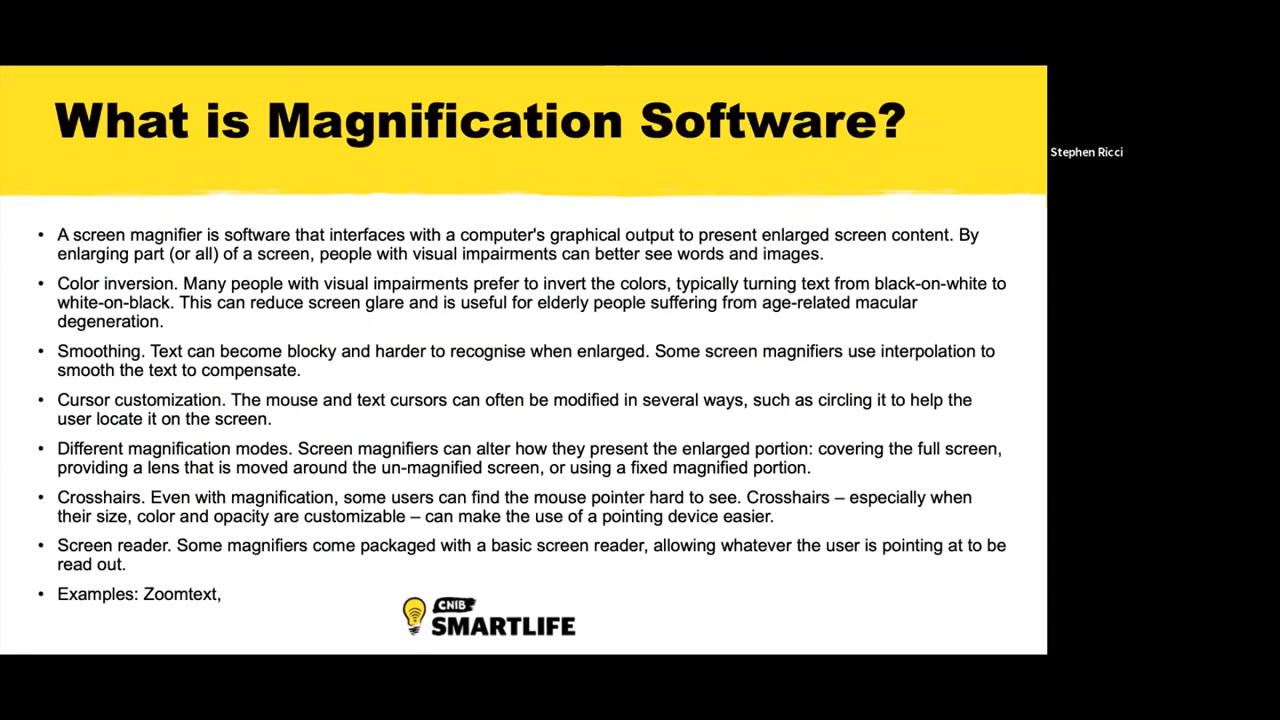 What is Magnification Software?
Stephen Ricci
• A screen magnifier is software that interfaces with a computer's graphical output to present enlarged screen content. By
enlarging part (or all) of a screen, people with visual impairments can better see words and images.
• Color inversion. Many people with visual impairments prefer to invert the colors, typically turning text from black-on-white to
white-on-black. This can reduce screen glare and is useful for elderly people suffering from age-related macular
degeneration.
• Smoothing. Text can become blocky and harder to recognise when enlarged. Some screen magnifiers use interpolation to
smooth the text to compensate.
• Cursor customization. The mouse and text cursors can often be modified in several ways, such as circling it to help the
user locate it on the screen.
• Different magnification modes. Screen magnifiers can alter how they present the enlarged portion: covering the full screen,
providing a lens that is moved around the un-magnified screen, or using a fixed magnified portion.
• Crosshairs. Even with magnification, some users can find the mouse pointer hard to see. Crosshairs – especially when
their size, color and opacity are customizable – can make the use of a pointing device easier.
• Screen reader. Some magnifiers come packaged with a basic screen reader, allowing whatever the user is pointing at to be
read out.
• Examples: Zoomtext,
CNIB
SMARTLIFE